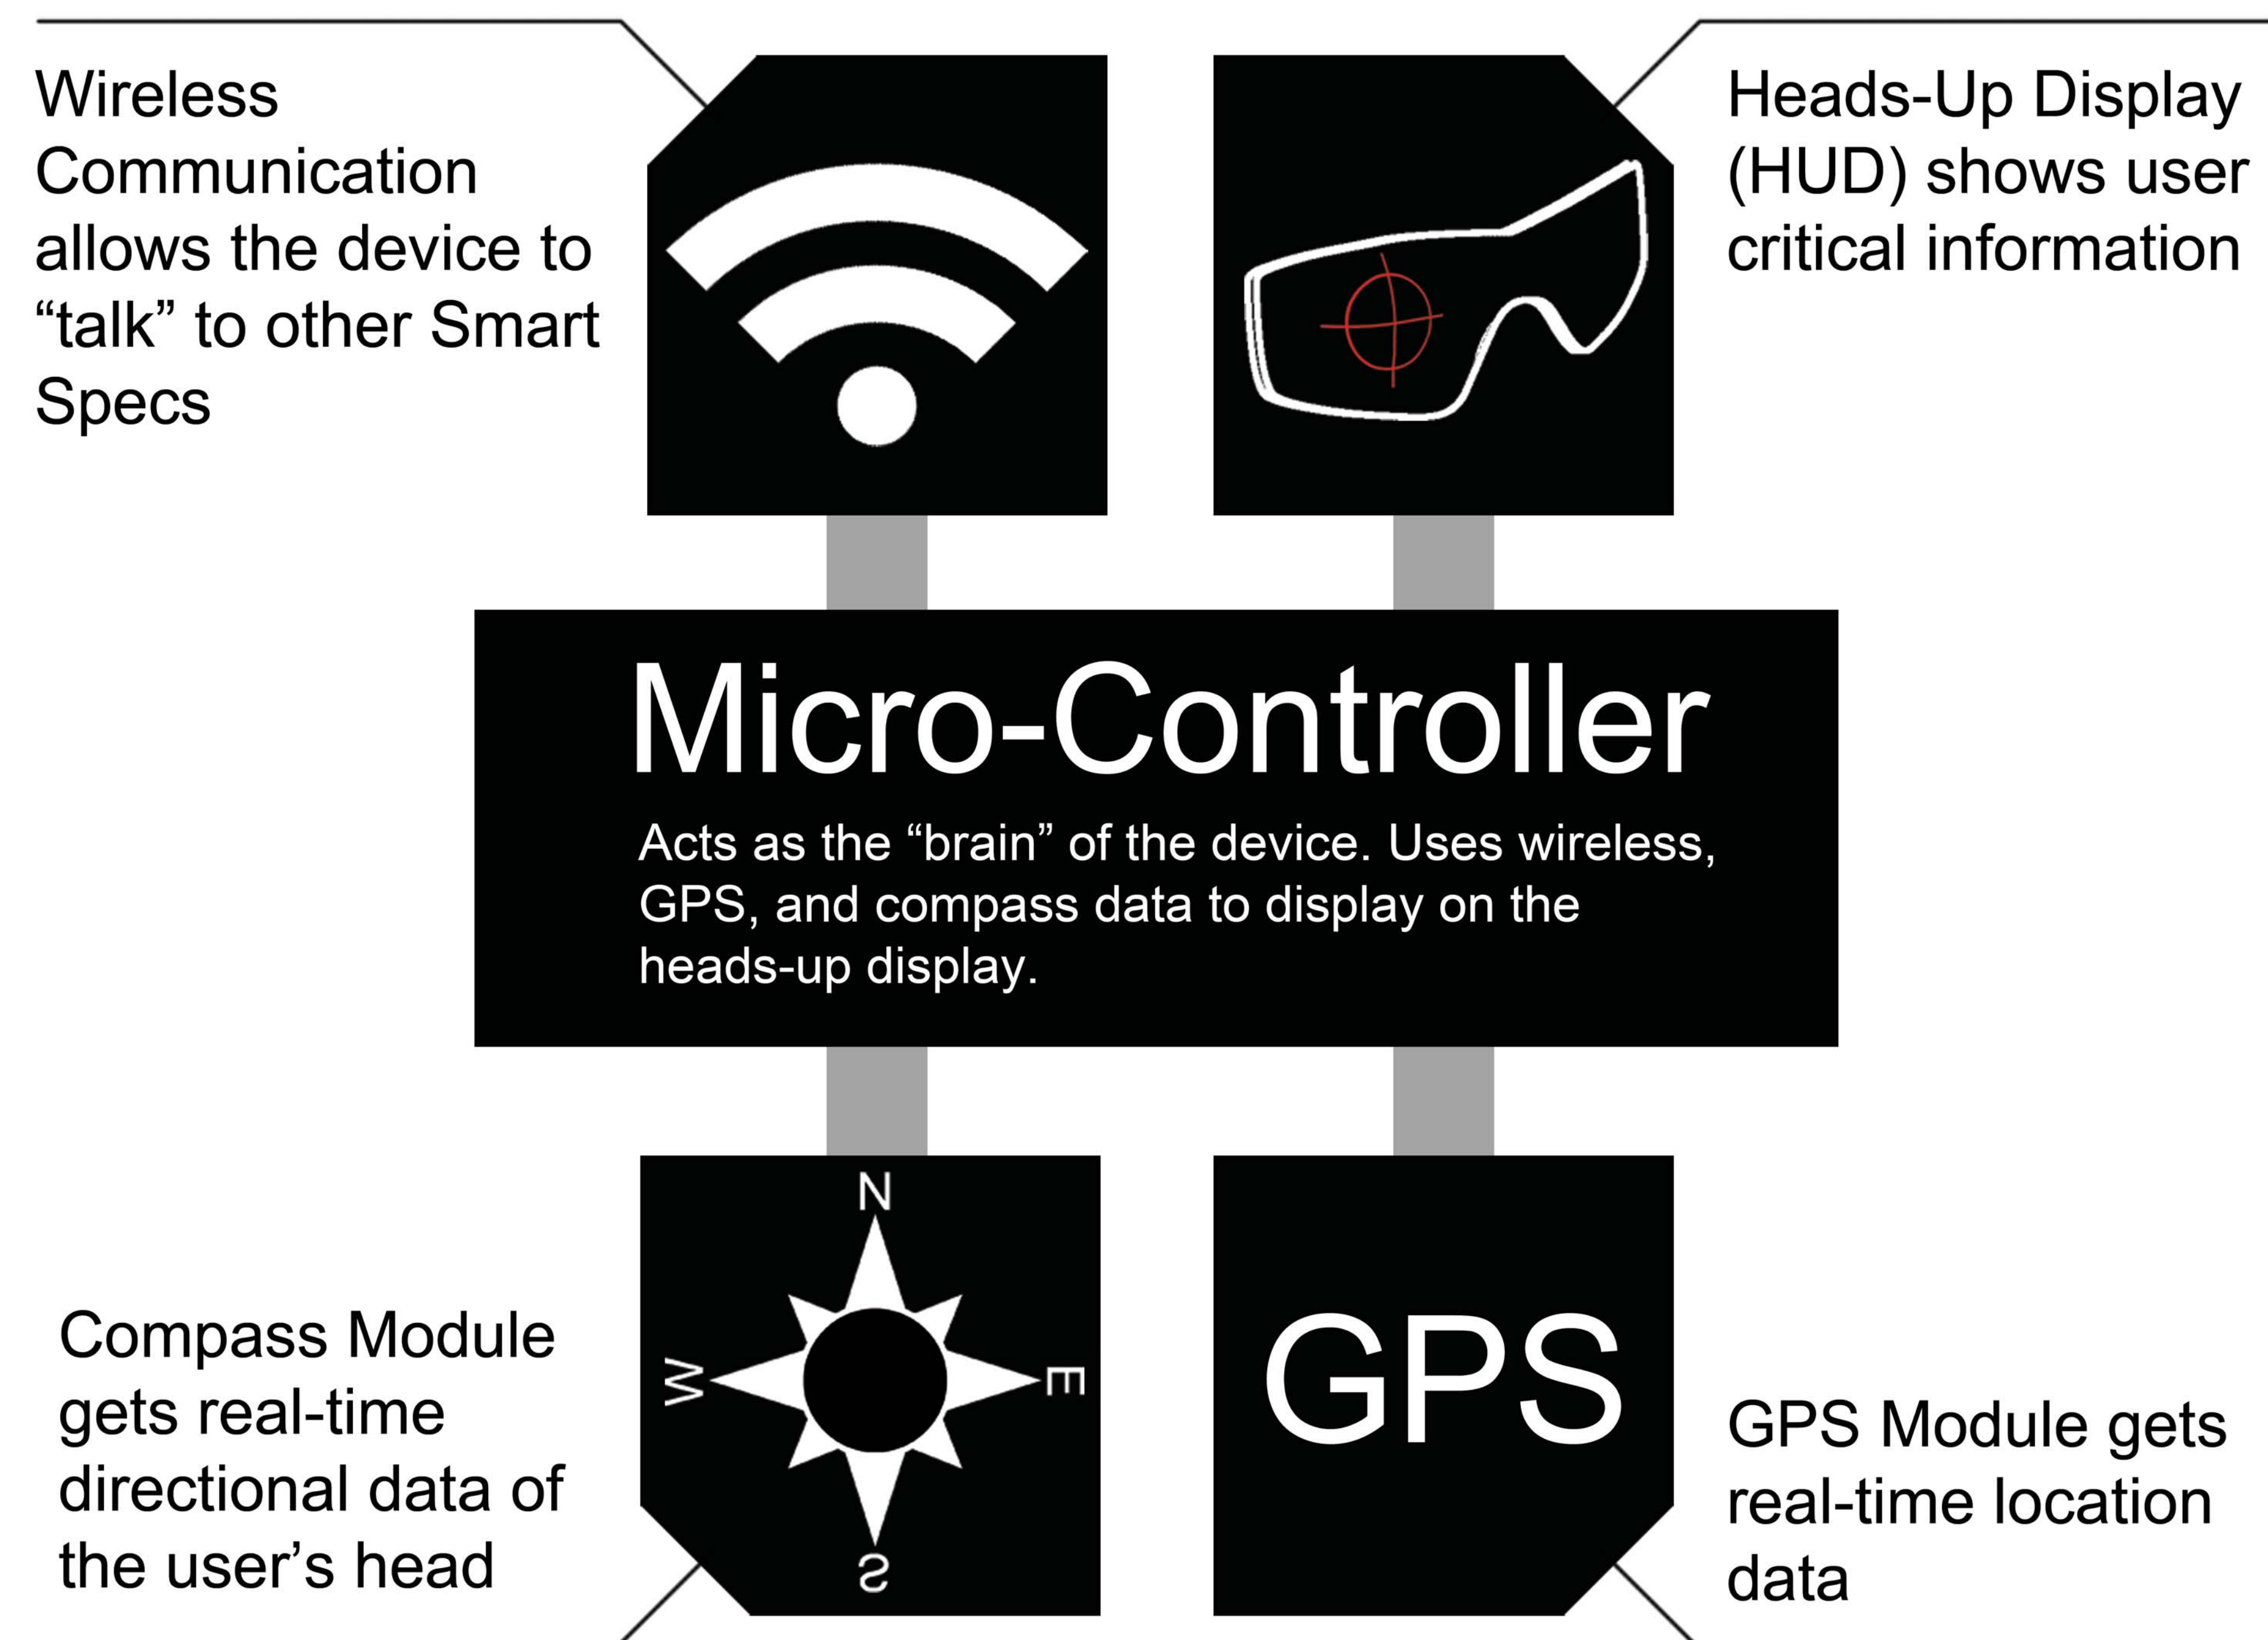 Wireless
Communication
allows the device to
“talk” to other Smart
Specs
Heads-Up Display
(HUD) shows user
critical information
Micro-Controller
Acts as the “brain” of the device. Uses wireless,
GPS, and compass data to display on the
heads-up display.
Compass Module
gets real-time
directional data of
the user’s head
N
W
E
S
GPS
GPS Module gets
real-time location
data